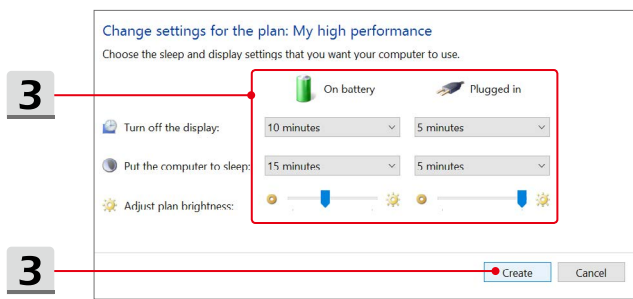 Change settings for the plan: My high performance
Choose the sleep and display settings that you want your computer to use.
3
On battery Plugged in
Turn off the display: 10 minutes 5 minutes
Put the computer to sleep: 15 minutes 5 minutes
Adjust plan brightness:
3
Create Cancel